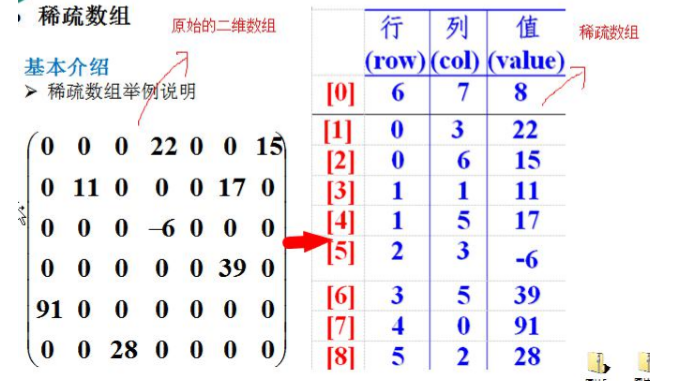 稀疏数组
原始的二维数组
基本介绍
➤ 稀疏数组举例说明
0 0 0 22 0 0 15
0 11 0 0 0 17 0
0 0 0 –6 0 0 0
0 0 0 0 0 39 0
91 0 0 0 0 0 0
0 0 28 0 0 0 0
行 列 值
(row) (col) (value)
稀疏数组
[0] 6 7 8
[1] 0 3 22
[2] 0 6 15
[3] 1 1 11
[4] 1 5 17
[5] 2 3 -6
[6] 3 5 39
[7] 4 0 91
[8] 5 2 28